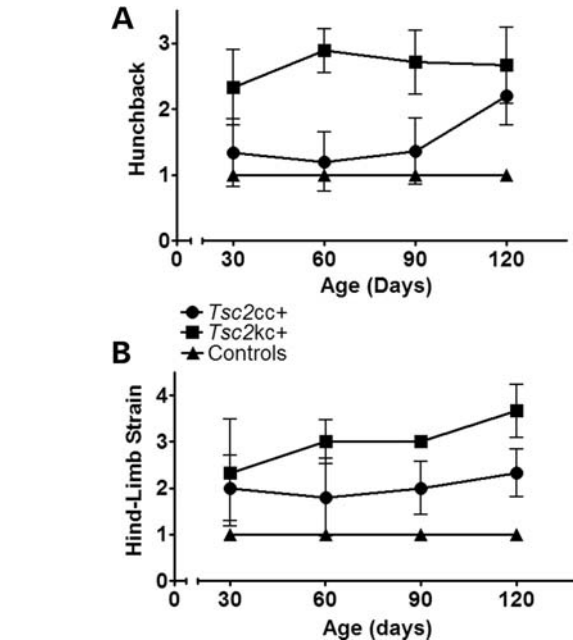 A
Hunchback
3
2
1
0
0 30 60 90 120
Age (Days)
Tsc2cc+
Tsc2kc+
Controls
B
Hind-Limb Strain
4
3
2
1
0
0 30 60 90 120
Age (days)